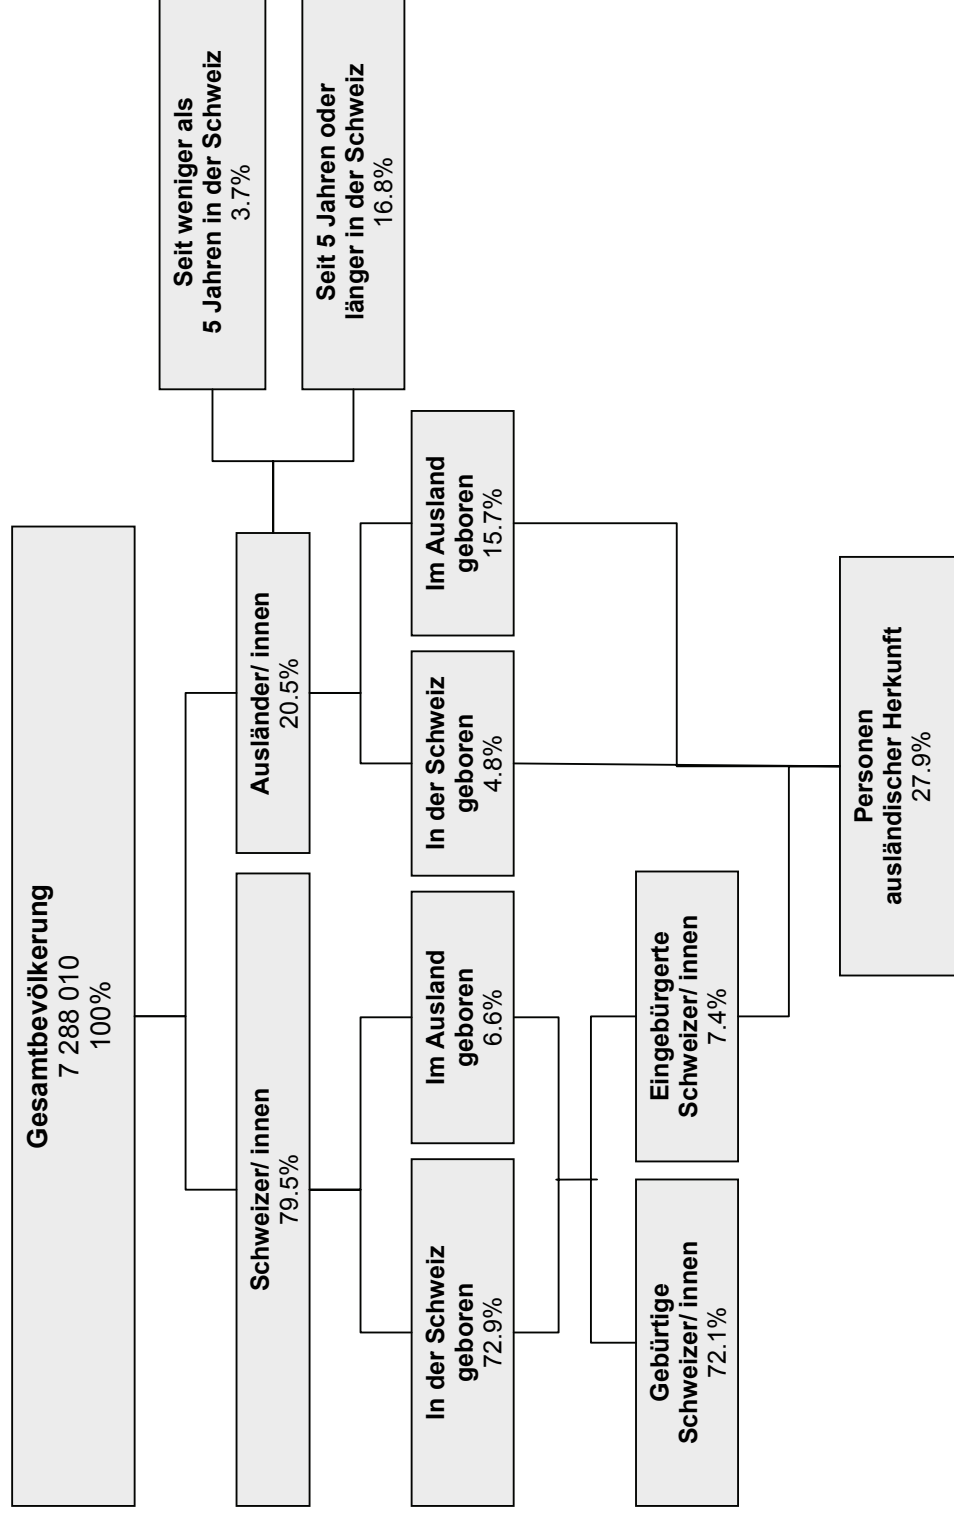 Gesamtbevölkerung
7 288 010
100%
Schweizer/ innen
79.5%
Ausländer/ innen
20.5%
Seit weniger als
5 Jahren in der Schweiz
3.7%
Seit 5 Jahren oder
länger in der Schweiz
16.8%
In der Schweiz
geboren
72.9%
Im Ausland
geboren
6.6%
In der Schweiz
geboren
4.8%
Im Ausland
geboren
15.7%
Gebürtige
Schweizer/ innen
72.1%
Eingebürgerte
Schweizer/ innen
7.4%
Personen
ausländischer Herkunft
27.9%